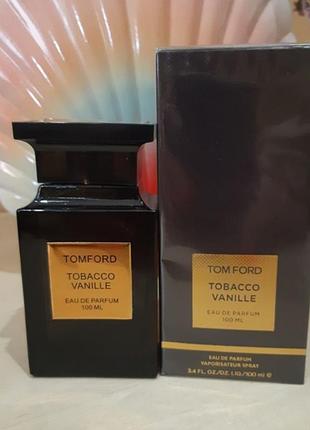 TOMFORD
TOBACCO
VANILLE
EAU DE PARFUM
100 ML
TOM FORD
TOBACCO
VANILLE
EAU DE PARFUM
100 ML
EAU DE PARFUM
VAPORISATEUR SPRAY
3.4 FL. OZ./OZ. LIQ./100 ml ℮